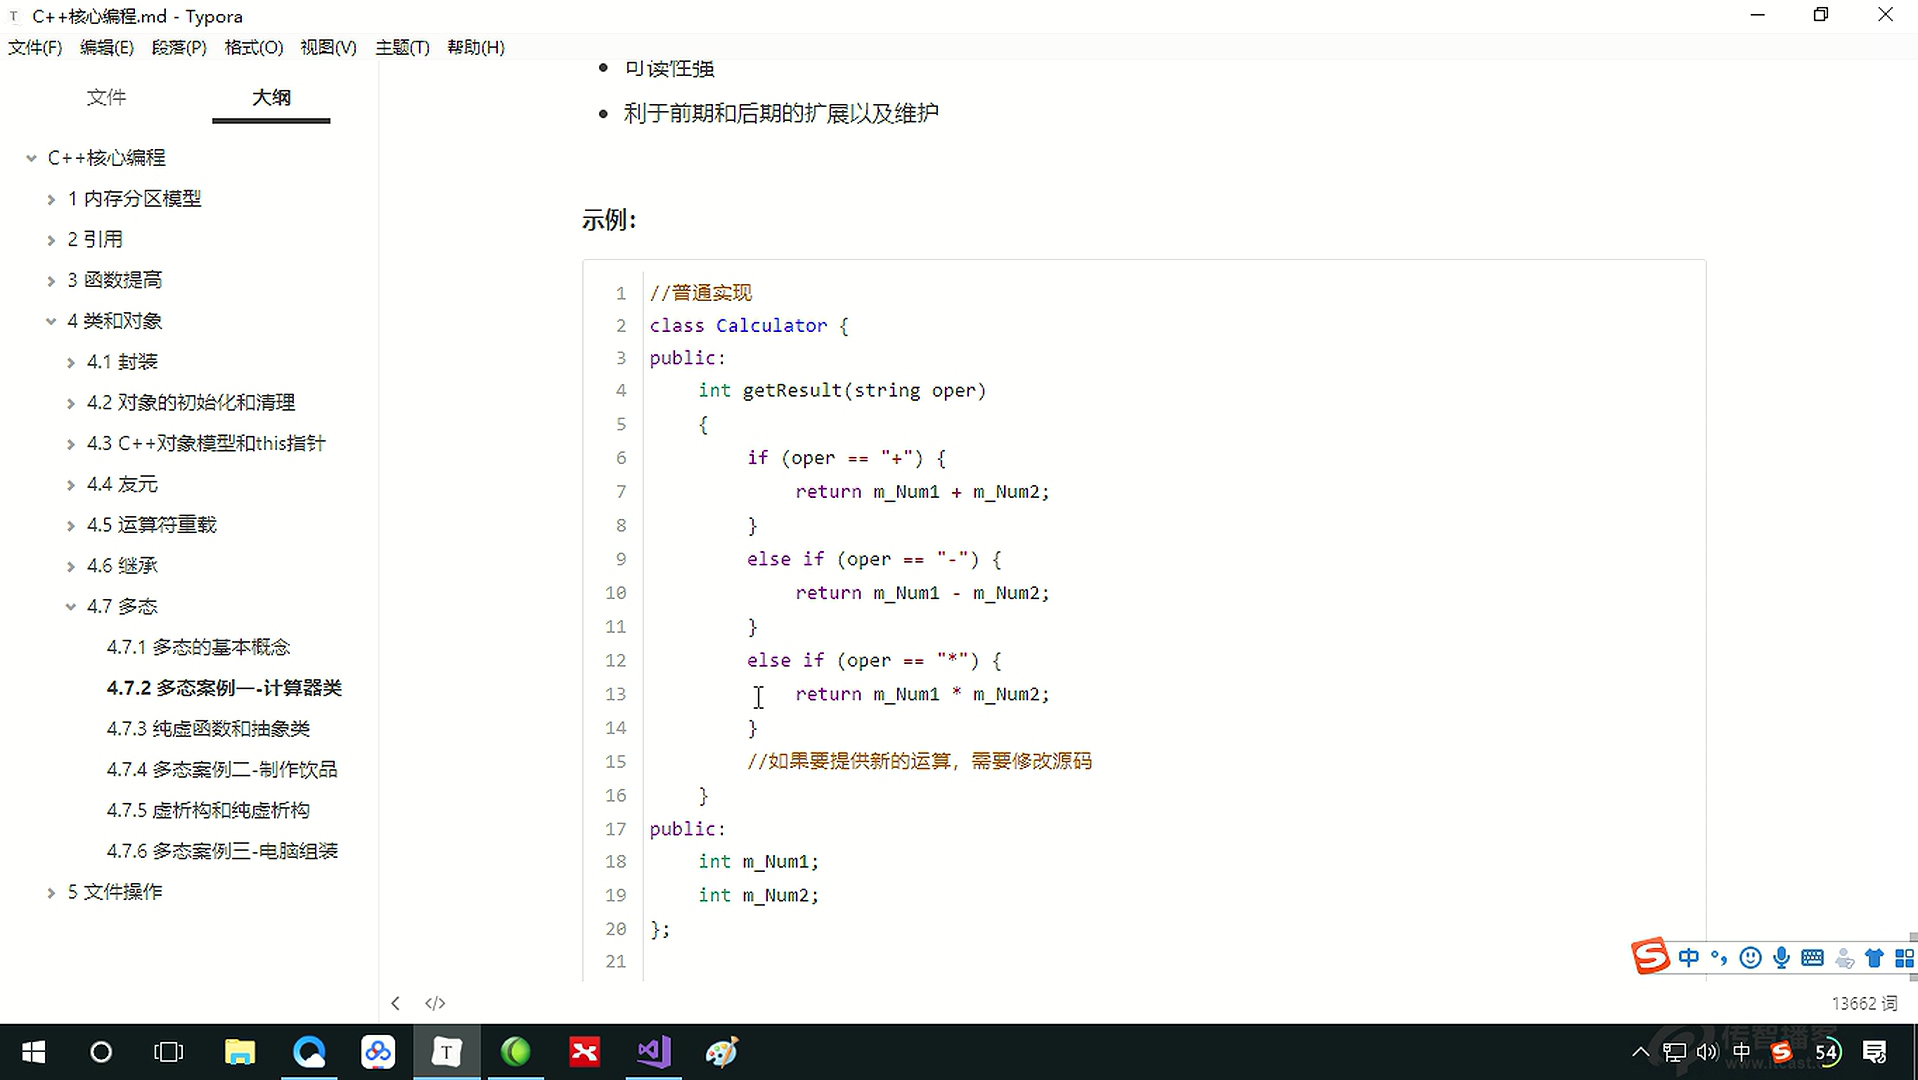 C++核心编程.md - Typora
文件(F) 编辑(E) 段落(P) 格式(O) 视图(V) 主题(T) 帮助(H)
文件 大纲
C++核心编程
1 内存分区模型
2 引用
3 函数提高
4 类和对象
4.1 封装
4.2 对象的初始化和清理
4.3 C++对象模型和this指针
4.4 友元
4.5 运算符重载
4.6 继承
4.7 多态
4.7.1 多态的基本概念
4.7.2 多态案例一-计算器类
4.7.3 纯虚函数和抽象类
4.7.4 多态案例二-制作饮品
4.7.5 虚析构和纯虚析构
4.7.6 多态案例三-电脑组装
5 文件操作
可读性强
利于前期和后期的扩展以及维护
示例：
1 //普通实现
2 class Calculator {
3 public:
4 int getResult(string oper)
5 {
6 if (oper == "+") {
7 return m_Num1 + m_Num2;
8 }
9 else if (oper == "-") {
10 return m_Num1 - m_Num2;
11 }
12 else if (oper == "*") {
13 return m_Num1 * m_Num2;
14 }
15 //如果要提供新的运算，需要修改源码
16 }
17 public:
18 int m_Num1;
19 int m_Num2;
20 };
21
中
</>
13662 词
中 54
传智播客